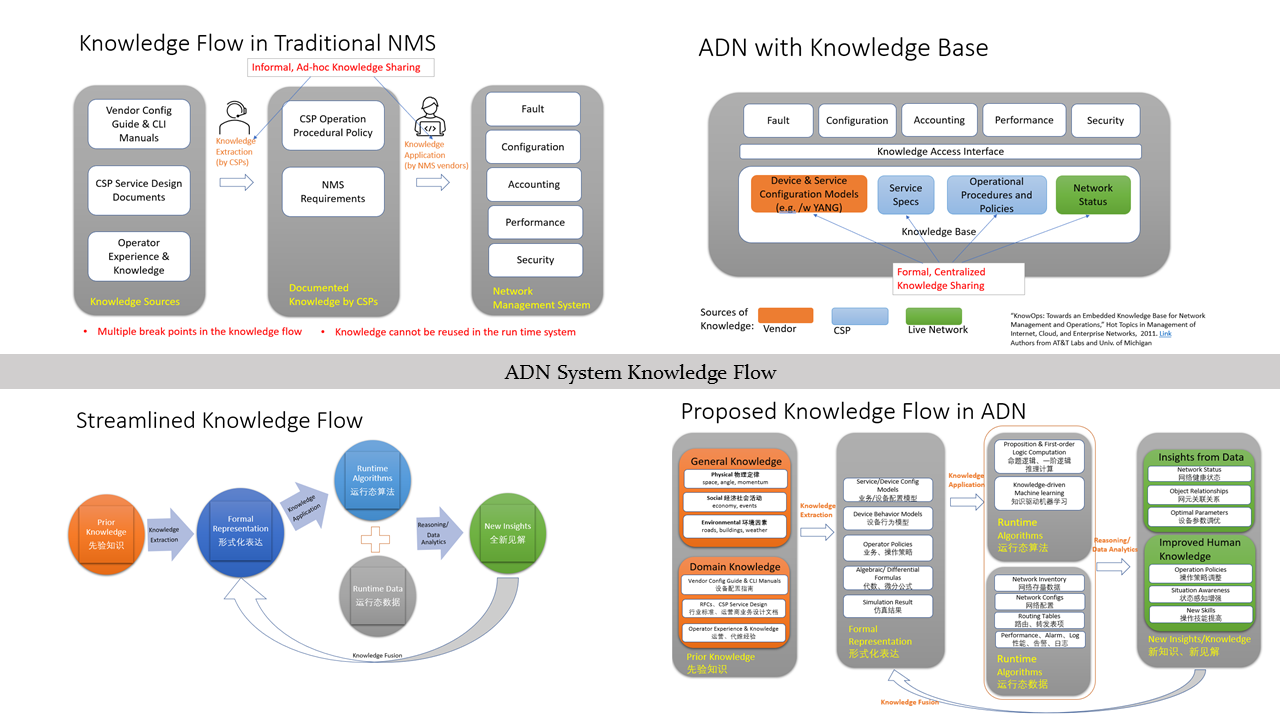 Knowledge Flow in Traditional NMS
Informal, Ad-hoc Knowledge Sharing
Vendor Config
Guide & CLI
Manuals
CSP Service Design
Documents
Operator
Experience &
Knowledge
Knowledge Sources
Knowledge
Extraction
(by CSPs)
CSP Operation
Procedural Policy
NMS
Requirements
Documented
Knowledge by CSPs
Knowledge
Application
(by NMS vendors)
Fault
Configuration
Accounting
Performance
Security
Network
Management System
• Multiple break points in the knowledge flow
• Knowledge cannot be reused in the run time system
ADN with Knowledge Base
Fault
Configuration
Accounting
Performance
Security
Knowledge Access Interface
Device & Service
Configuration Models
(e.g. /w YANG)
Service
Specs
Operational
Procedures and
Policies
Network
Status
Knowledge Base
Formal, Centralized
Knowledge Sharing
Sources of
Knowledge:
Vendor
CSP
Live Network
"KnowOps: Towards an Embedded Knowledge Base for Network
Management and Operations," Hot Topics in Management of
Internet, Cloud, and Enterprise Networks, 2011. Link
Authors from AT&T Labs and Univ. of Michigan
ADN System Knowledge Flow
Streamlined Knowledge Flow
Prior
Knowledge
先验知识
Knowledge
Extraction
Formal
Representation
形式化表达
Knowledge
Application
Runtime
Algorithms
运行态算法
Runtime Data
运行态数据
Reasoning/
Data Analytics
New Insights
全新见解
Knowledge Fusion
Proposed Knowledge Flow in ADN
General Knowledge
Physical 物理定律
space, angle, momentum
Social 经济社会活动
economy, events
Environmental 环境因素
roads, buildings, weather
Domain Knowledge
Vendor Config Guide & CLI Manuals
设备配置指南
RFCs、CSP Service Design
行业标准、运营商业务设计文档
Operator Experience & Knowledge
运营、代维经验
Prior Knowledge
先验知识
Knowledge
Extraction
Service/Device Config
Models
业务/设备配置模型
Device Behavior Models
设备行为模型
Operator Policies
业务、操作策略
Algebraic/ Differential
Formulas
代数、微分公式
Simulation Result
仿真结果
Formal
Representation
形式化表达
Knowledge
Application
Proposition & First-order
Logic Computation
命题逻辑、一阶逻辑
推理计算
Knowledge-driven
Machine learning
知识驱动机器学习
Runtime
Algorithms
运行态算法
Network Inventory
网络存量数据
Network Configs
网络配置
Routing Tables
路由、转发表项
Performance、Alarm、Log
性能、告警、日志
Runtime
Algorithms
运行态数据
Reasoning/
Data Analytics
Insights from Data
Network Status
网络健康状态
Object Relationships
网元关联关系
Optimal Parameters
设备参数调优
Improved Human
Knowledge
Operation Policies
操作策略调整
Situation Awareness
状态感知增强
New Skills
操作技能提高
New Insights/Knowledge
新知识、新见解
Knowledge Fusion